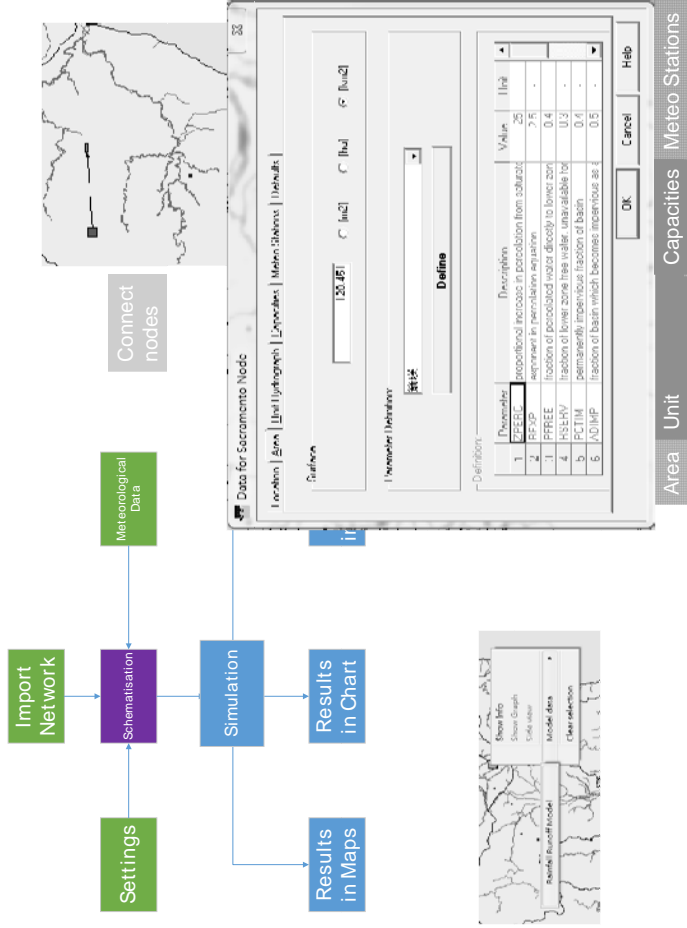 Import
Network
Settings
Schematisation
Meteorological
Data
Connect
nodes
Simulation
Results
in Maps
Results
in Chart
in
Data for Sacramento Node
Location
Area
Unit Hydrograph
Capacities
Meteo Stations
Defaults
Surface
120.451
[m2]
[ha]
[km2]
Parameter Definition
Define
Definition
Parameter Description Value Unit
1 ZPERC proportional increase in percolation from saturate 25
2 REXP exponent in percolation equation 2.5 -
3 PFREE fraction of percolated water directly to lower zon 0.4 -
4 RSERV fraction of lower zone free water, unavailable for 0.3 -
5 PCTIM permanently impervious fraction of basin 0.4 -
6 ADIMP fraction of basin which becomes impervious as a 0.5 -
OK
Cancel
Help
Show Info
Show Graph
Side view
Model data
Clear selection
Rainfall Runoff Model
Area
Unit
Capacities
Meteo Stations